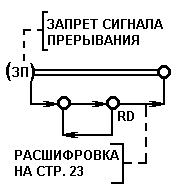 ЗАПРЕТ СИГНАЛА
ПРЕРЫВАНИЯ
(ЗП)
RD
РАСШИФРОВКА
НА СТР. 23